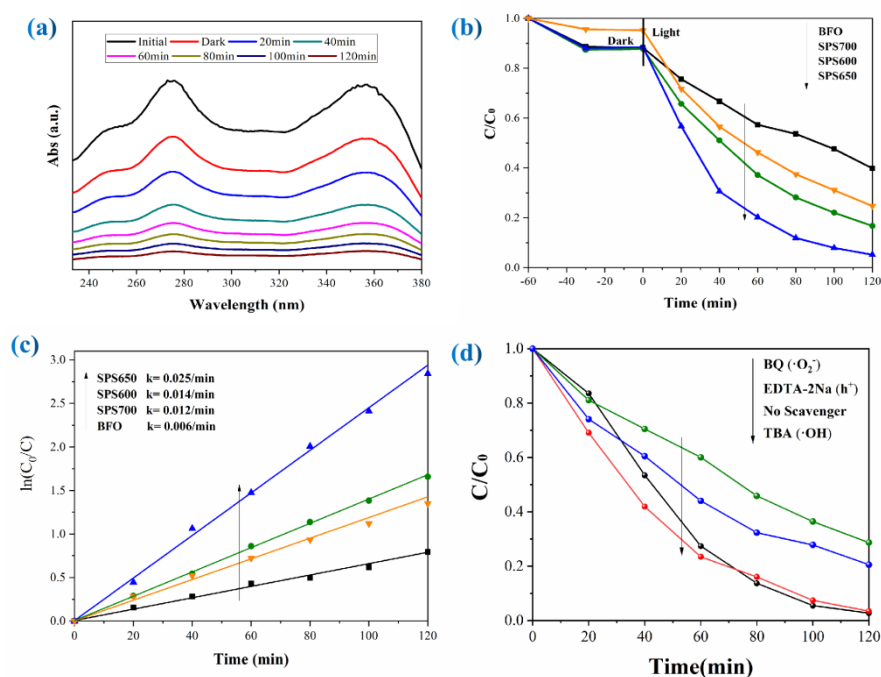 (a)
Initial Dark 20min 40min
60min 80min 100min 120min
Abs (a.u.)
240 260 280 300 320 340 360 380
Wavelength (nm)
(b)
Dark
Light
BFO
SPS700
SPS600
SPS650
C/C₀
1.0
0.8
0.6
0.4
0.2
0.0
-60 -40 -20 0 20 40 60 80 100 120
Time (min)
(c)
SPS650 k= 0.025/min
SPS600 k= 0.014/min
SPS700 k= 0.012/min
BFO k= 0.006/min
ln(C₀/C)
3.0
2.5
2.0
1.5
1.0
0.5
0.0
0 20 40 60 80 100 120
Time (min)
(d)
BQ (·O₂⁻)
EDTA-2Na (h⁺)
No Scavenger
TBA (·OH)
C/C₀
1.0
0.8
0.6
0.4
0.2
0.0
0 20 40 60 80 100 120
Time(min)